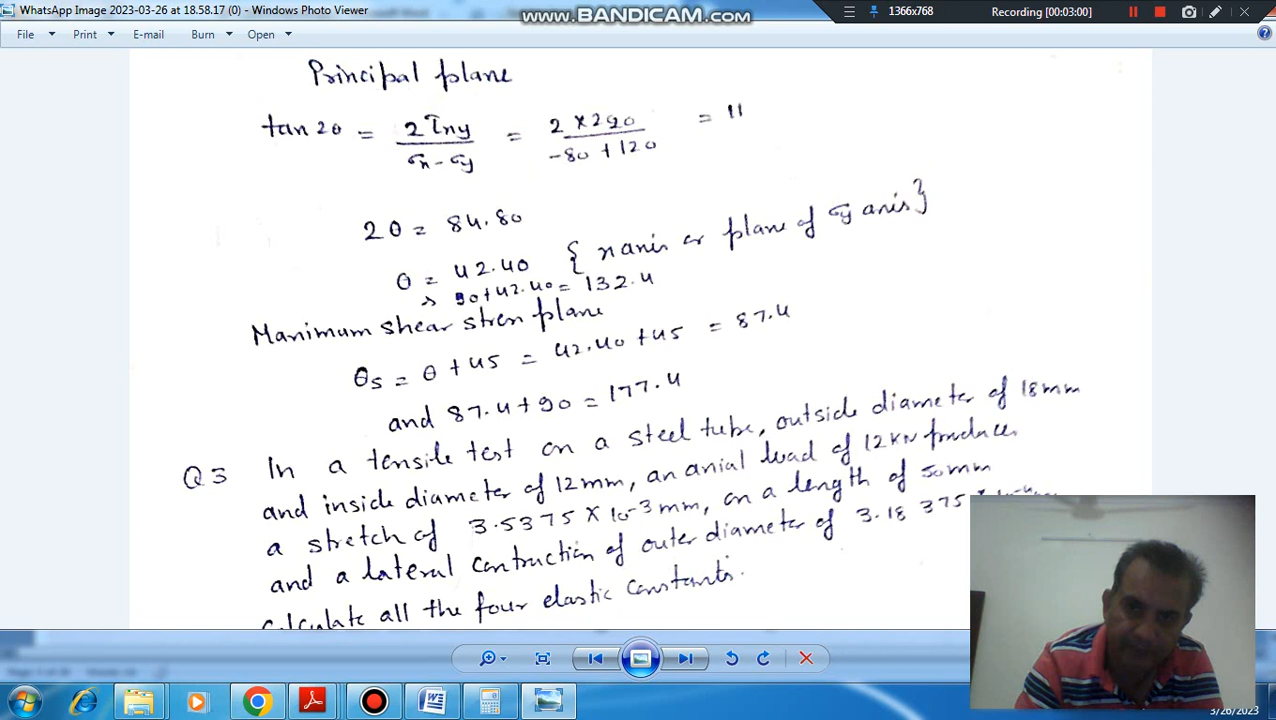 WhatsApp Image 2023-03-26 at 18.58.17 (0) - Windows Photo Viewer
www.BANDICAM.com
1366x768
Recording [00:03:00]
File Print E-mail Burn Open
Principal plane
tan 2θ = 2τxy / σx - σy = 2 × 220 / -80 + 120 = 11
2θ = 84.80
θ = 42.40 { x axis or plane of σy axis }
→ 90+42.40 = 132.4
Maximum shear stress plane
θs = θ + 45 = 42.40 + 45 = 87.4
and 87.4 + 90 = 177.4
Q3 In a tensile test on a steel tube, outside diameter of 18mm
and inside diameter of 12mm, an axial load of 12KN produces
a stretch of 3.5375 × 10-3mm, on a length of 50mm
and a lateral contruction of outer diameter of 3.18375 ×
calculate all the four elastic constants.
3/26/2023